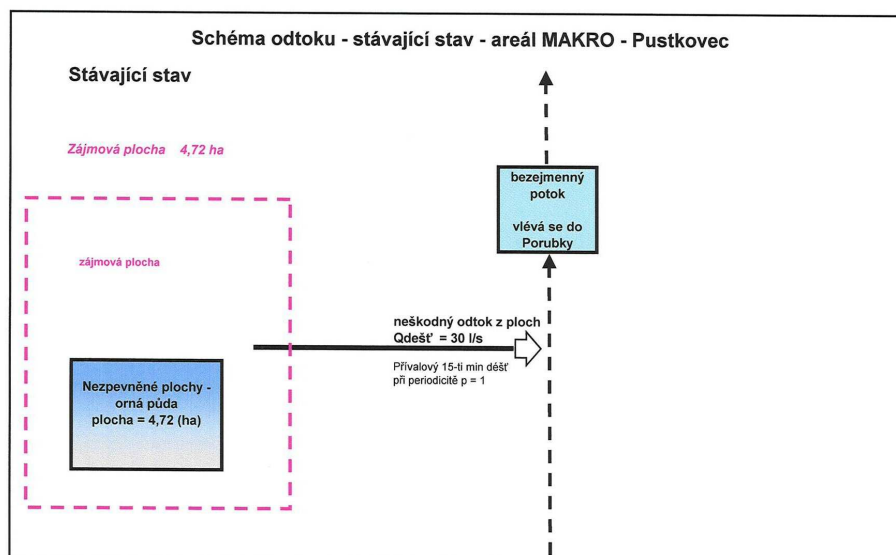 Schéma odtoku - stávající stav - areál MAKRO - Pustkovec
Stávající stav
Zájmová plocha 4,72 ha
bezejmenný
potok
vlévá se do
Porubky
zájmová plocha
neškodný odtok z ploch
Qdešť = 30 l/s
Přívalový 15-ti min déšť
při periodicitě p = 1
Nezpevněné plochy -
orná půda
plocha = 4,72 (ha)